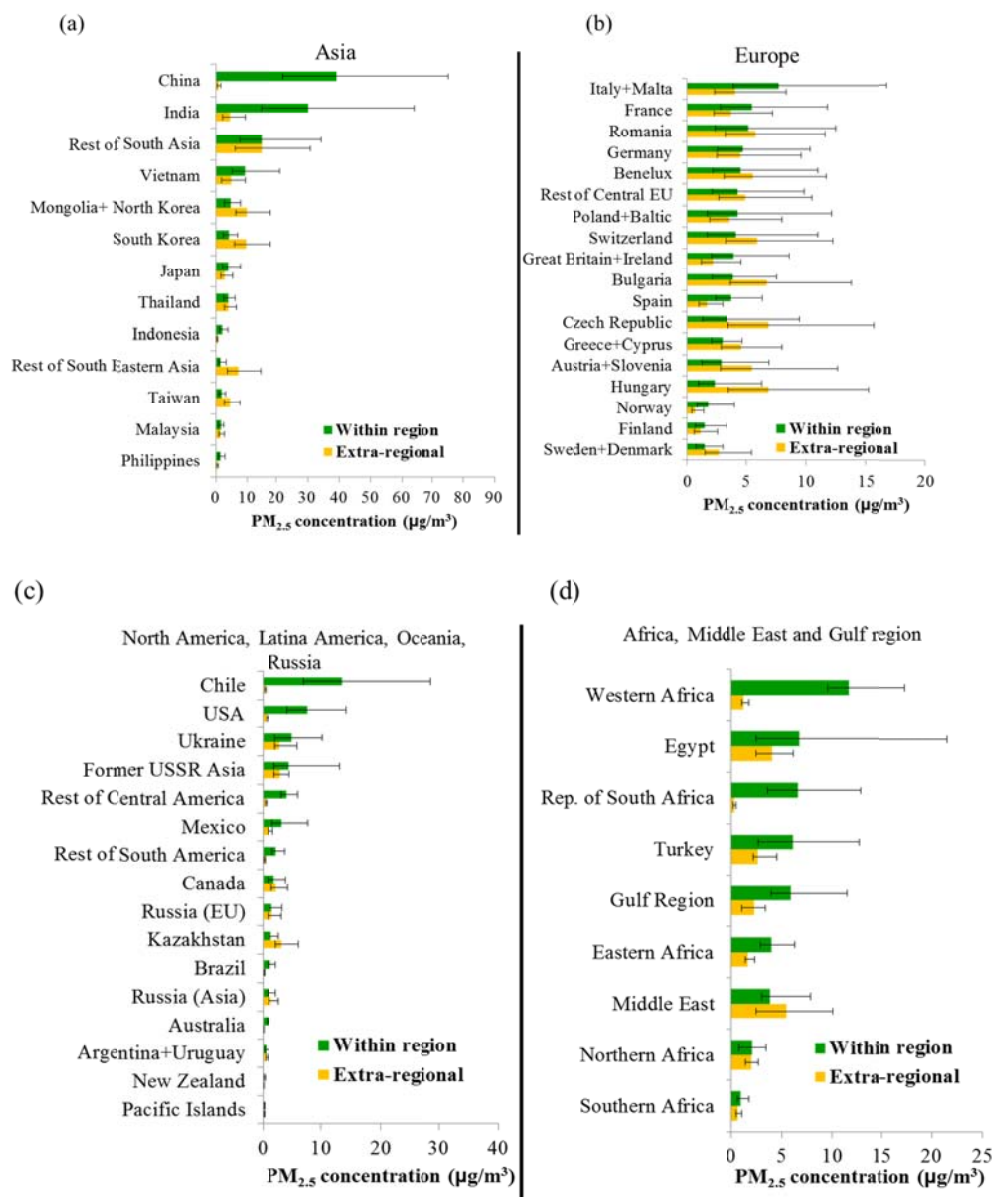 (a)
Asia
China
India
Rest of South Asia
Vietnam
Mongolia+ North Korea
South Korea
Japan
Thailand
Indonesia
Rest of South Eastern Asia
Taiwan
Malaysia
Philippines
Within region
Extra-regional
0 10 20 30 40 50 60 70 80 90
PM2.5 concentration (µg/m³)
(b)
Europe
Italy+Malta
France
Romania
Germany
Benelux
Rest of Central EU
Poland+Baltic
Switzerland
Great Britain+Ireland
Bulgaria
Spain
Czech Republic
Greece+Cyprus
Austria+Slovenia
Hungary
Norway
Finland
Sweden+Denmark
Within region
Extra-regional
0 5 10 15 20
PM2.5 concentration (µg/m³)
(c)
North America, Latina America, Oceania,
Russia
Chile
USA
Ukraine
Former USSR Asia
Rest of Central America
Mexico
Rest of South America
Canada
Russia (EU)
Kazakhstan
Brazil
Russia (Asia)
Australia
Argentina+Uruguay
New Zealand
Pacific Islands
Within region
Extra-regional
0 10 20 30 40
PM2.5 concentration (µg/m³)
(d)
Africa, Middle East and Gulf region
Western Africa
Egypt
Rep. of South Africa
Turkey
Gulf Region
Eastern Africa
Middle East
Northern Africa
Southern Africa
Within region
Extra-regional
0 5 10 15 20 25
PM2.5 concentration (µg/m³)